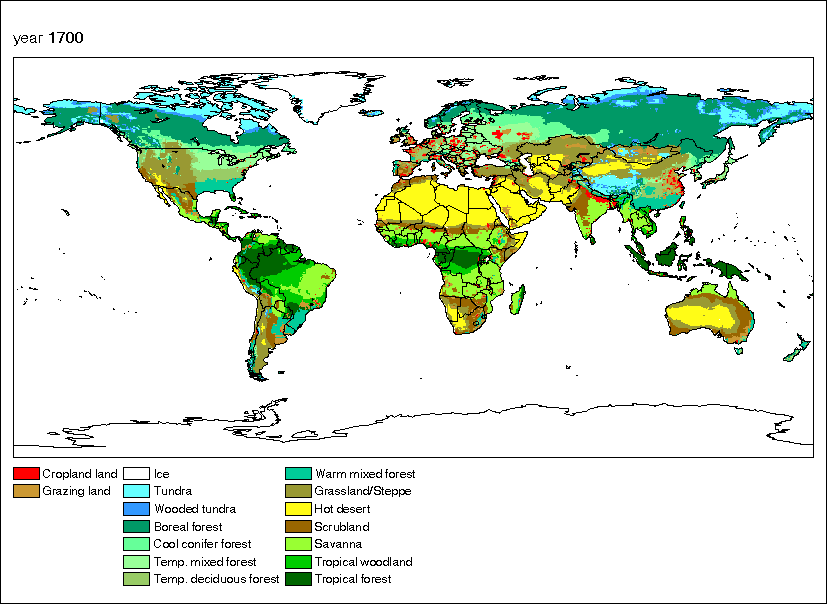 year 1700
Cropland land
Grazing land
Ice
Tundra
Wooded tundra
Boreal forest
Cool conifer forest
Temp. mixed forest
Temp. deciduous forest
Warm mixed forest
Grassland/Steppe
Hot desert
Scrubland
Savanna
Tropical woodland
Tropical forest